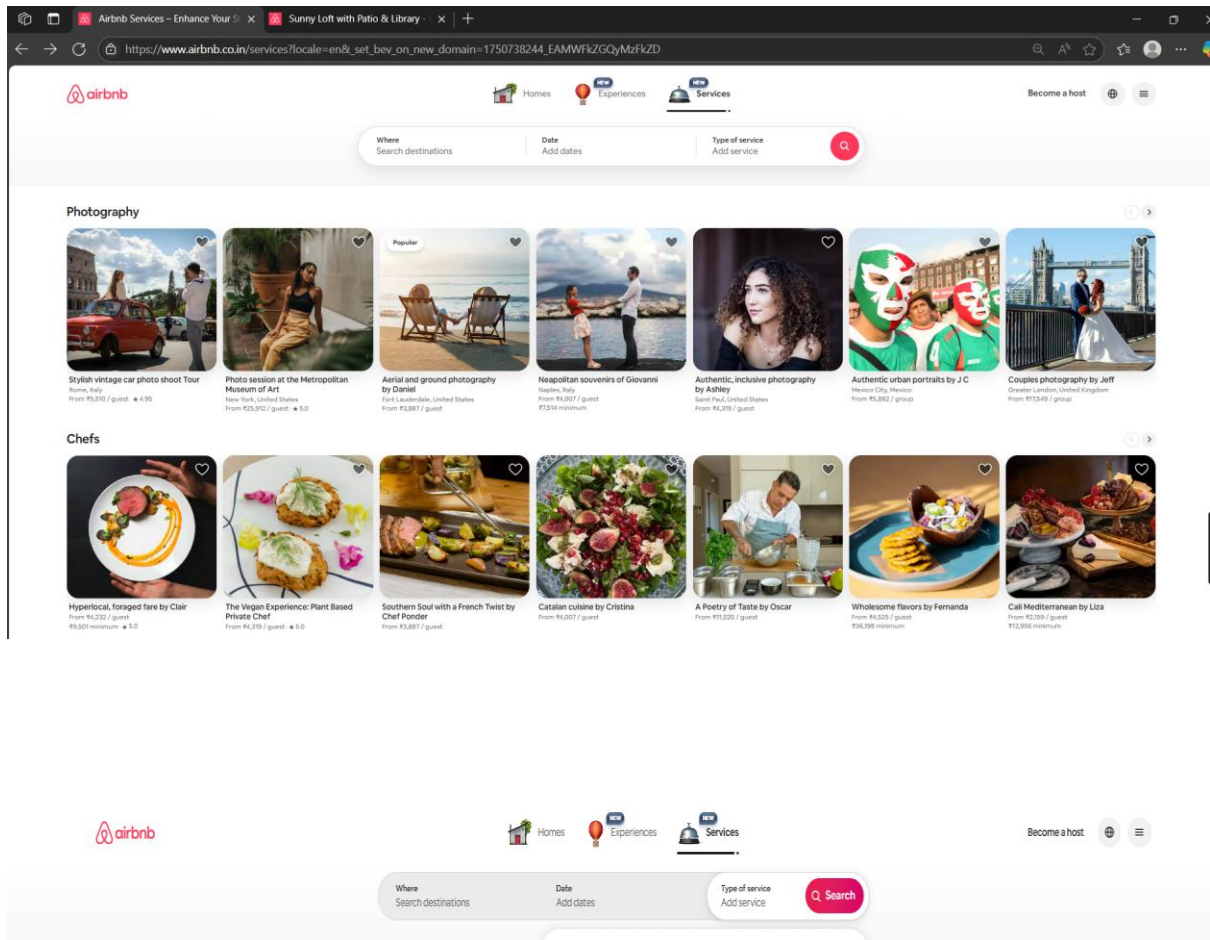 Airbnb Services – Enhance Your S
Sunny Loft with Patio & Library -
https://www.airbnb.co.in/services?locale=en&_set_bev_on_new_domain=1750738244_EAMWFkZGQyMzFkZD
airbnb
Homes
NEW
Experiences
NEW
Services
Become a host
Where
Search destinations
Date
Add dates
Type of service
Add service
Photography
Popular
Stylish vintage car photo shoot Tour
Rome, Italy
From ₹5,310 / guest · ★ 4.95
Photo session at the Metropolitan
Museum of Art
New York, United States
From ₹25,912 / guest · ★ 5.0
Aerial and ground photography
by Daniel
Fort Lauderdale, United States
From ₹3,887 / guest
Neapolitan souvenirs of Giovanni
Naples, Italy
From ₹4,007 / guest
₹7,514 minimum
Authentic, inclusive photography
by Ashley
Saint Paul, United States
From ₹4,319 / guest
Authentic urban portraits by J C
Mexico City, Mexico
From ₹5,882 / group
Couples photography by Jeff
Greater London, United Kingdom
From ₹17,549 / group
Chefs
Hyperlocal, foraged fare by Clair
From ₹4,232 / guest
₹9,501 minimum · ★ 5.0
The Vegan Experience: Plant Based
Private Chef
From ₹4,319 / guest · ★ 5.0
Southern Soul with a French Twist by
Chef Ponder
From ₹3,887 / guest
Catalan cuisine by Cristina
From ₹4,007 / guest
A Poetry of Taste by Oscar
From ₹11,020 / guest
Wholesome flavors by Fernanda
From ₹4,525 / guest
₹36,198 minimum
Cali Mediterranean by Liza
From ₹2,159 / guest
₹12,956 minimum
airbnb
Homes
NEW
Experiences
NEW
Services
Become a host
Where
Search destinations
Date
Add dates
Type of service
Add service
Search